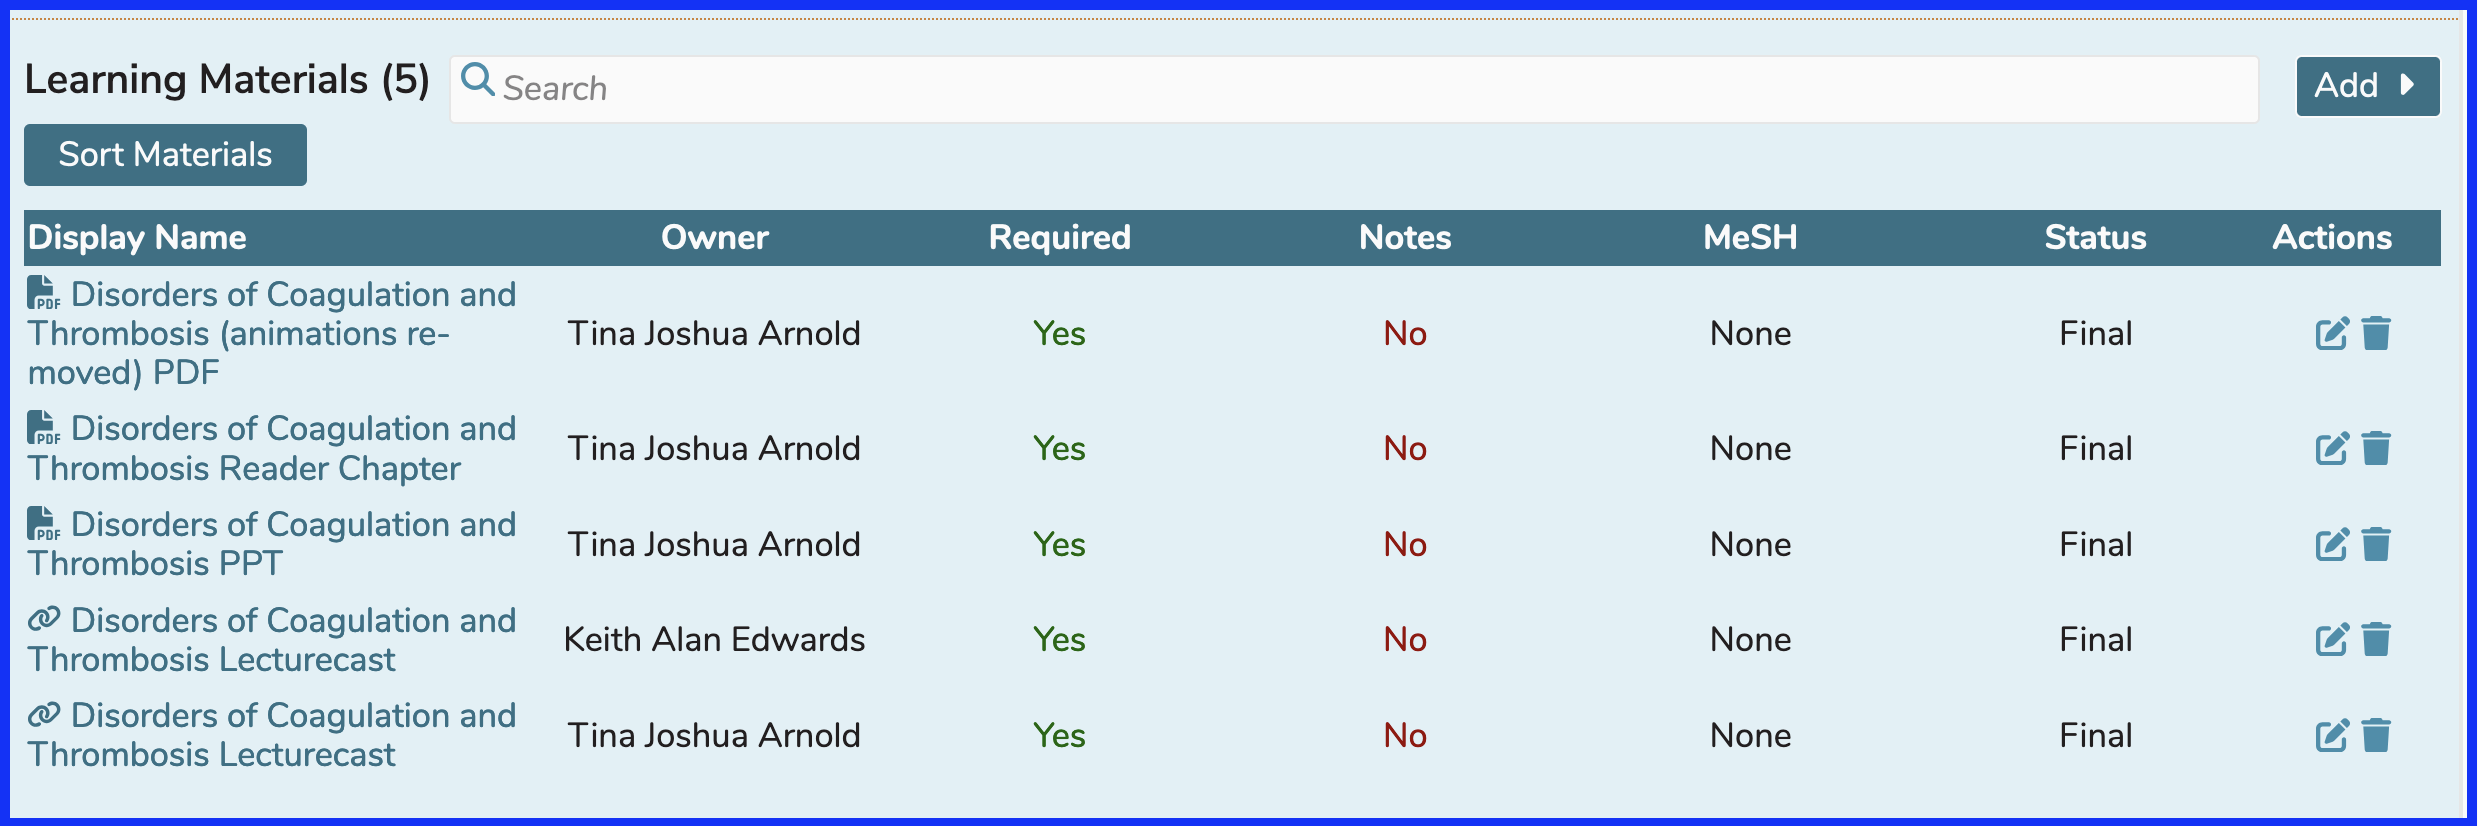 Learning Materials (5)
Search
Add
Sort Materials
Display Name Owner Required Notes MeSH Status Actions
PDF Disorders of Coagulation and
Thrombosis (animations re-
moved) PDF
Tina Joshua Arnold Yes No None Final
PDF Disorders of Coagulation and
Thrombosis Reader Chapter
Tina Joshua Arnold Yes No None Final
PDF Disorders of Coagulation and
Thrombosis PPT
Tina Joshua Arnold Yes No None Final
Disorders of Coagulation and
Thrombosis Lecturecast
Keith Alan Edwards Yes No None Final
Disorders of Coagulation and
Thrombosis Lecturecast
Tina Joshua Arnold Yes No None Final